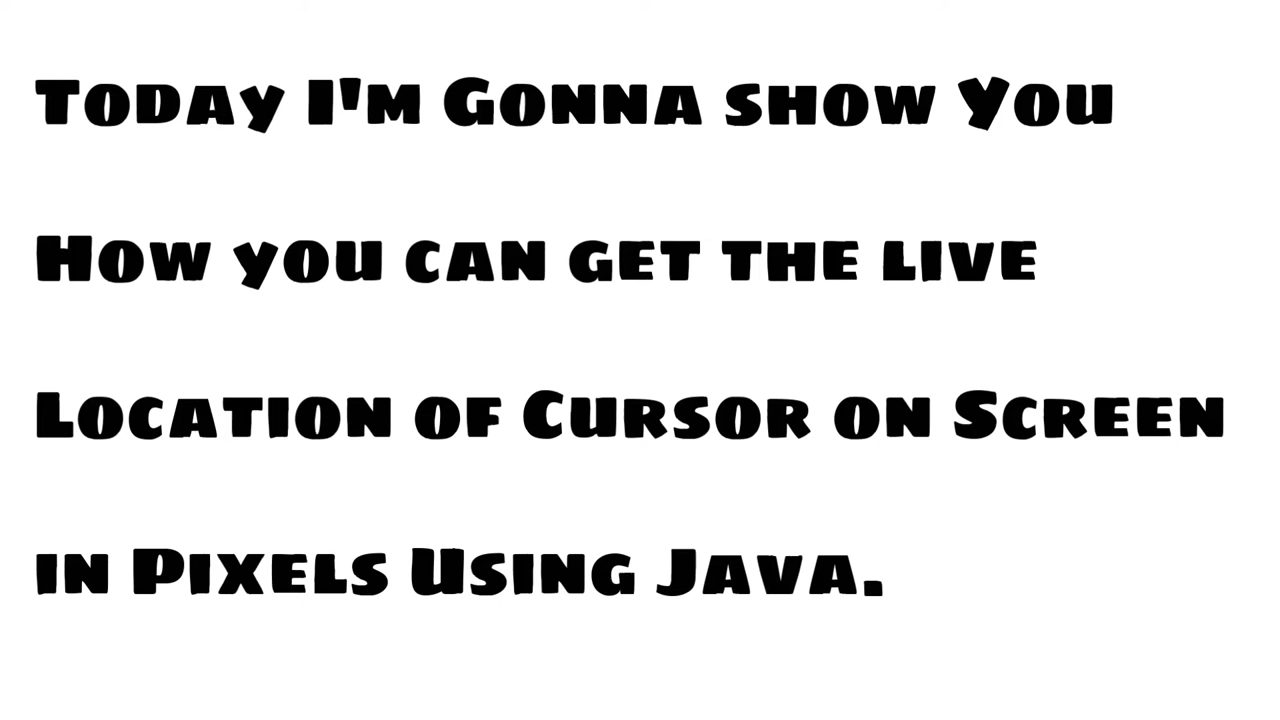 Today I'm Gonna show You
How you can get the live
Location of Cursor on Screen
in Pixels Using Java.